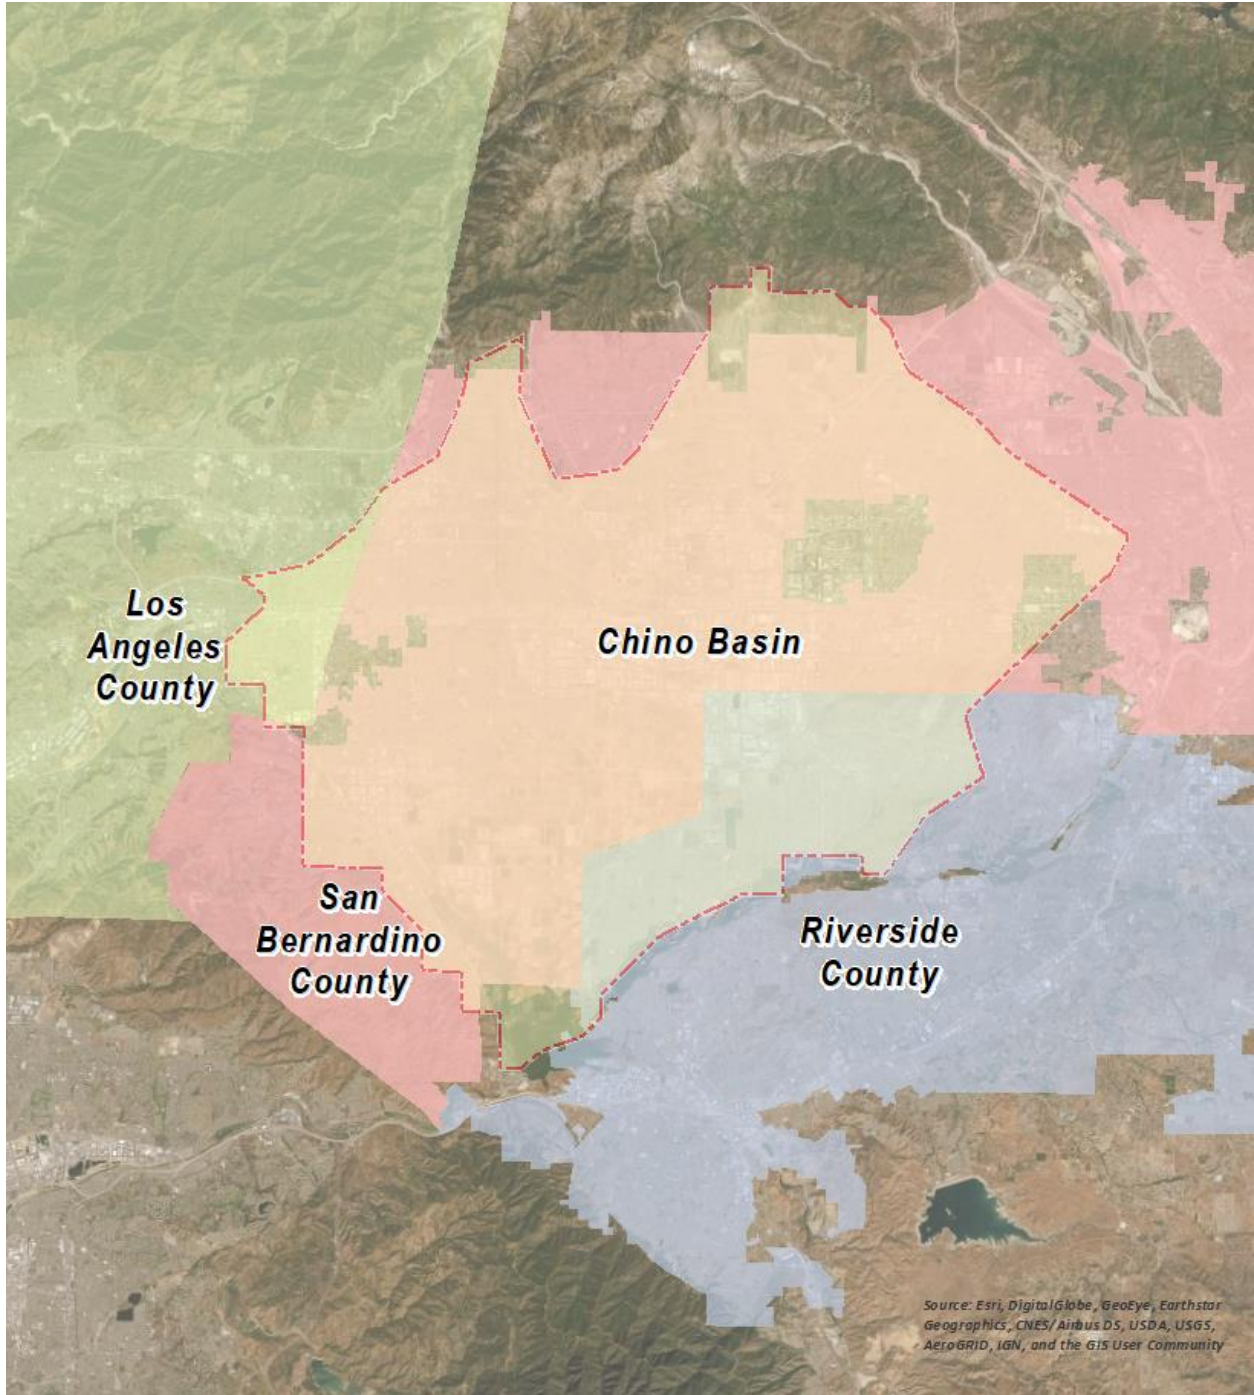 Los
Angeles
County
Chino Basin
San
Bernardino
County
Riverside
County
Source: Esri, DigitalGlobe, GeoEye, Earthstar
Geographics, CNES/Airbus DS, USDA, USGS,
AeroGRID, IGN, and the GIS User Community